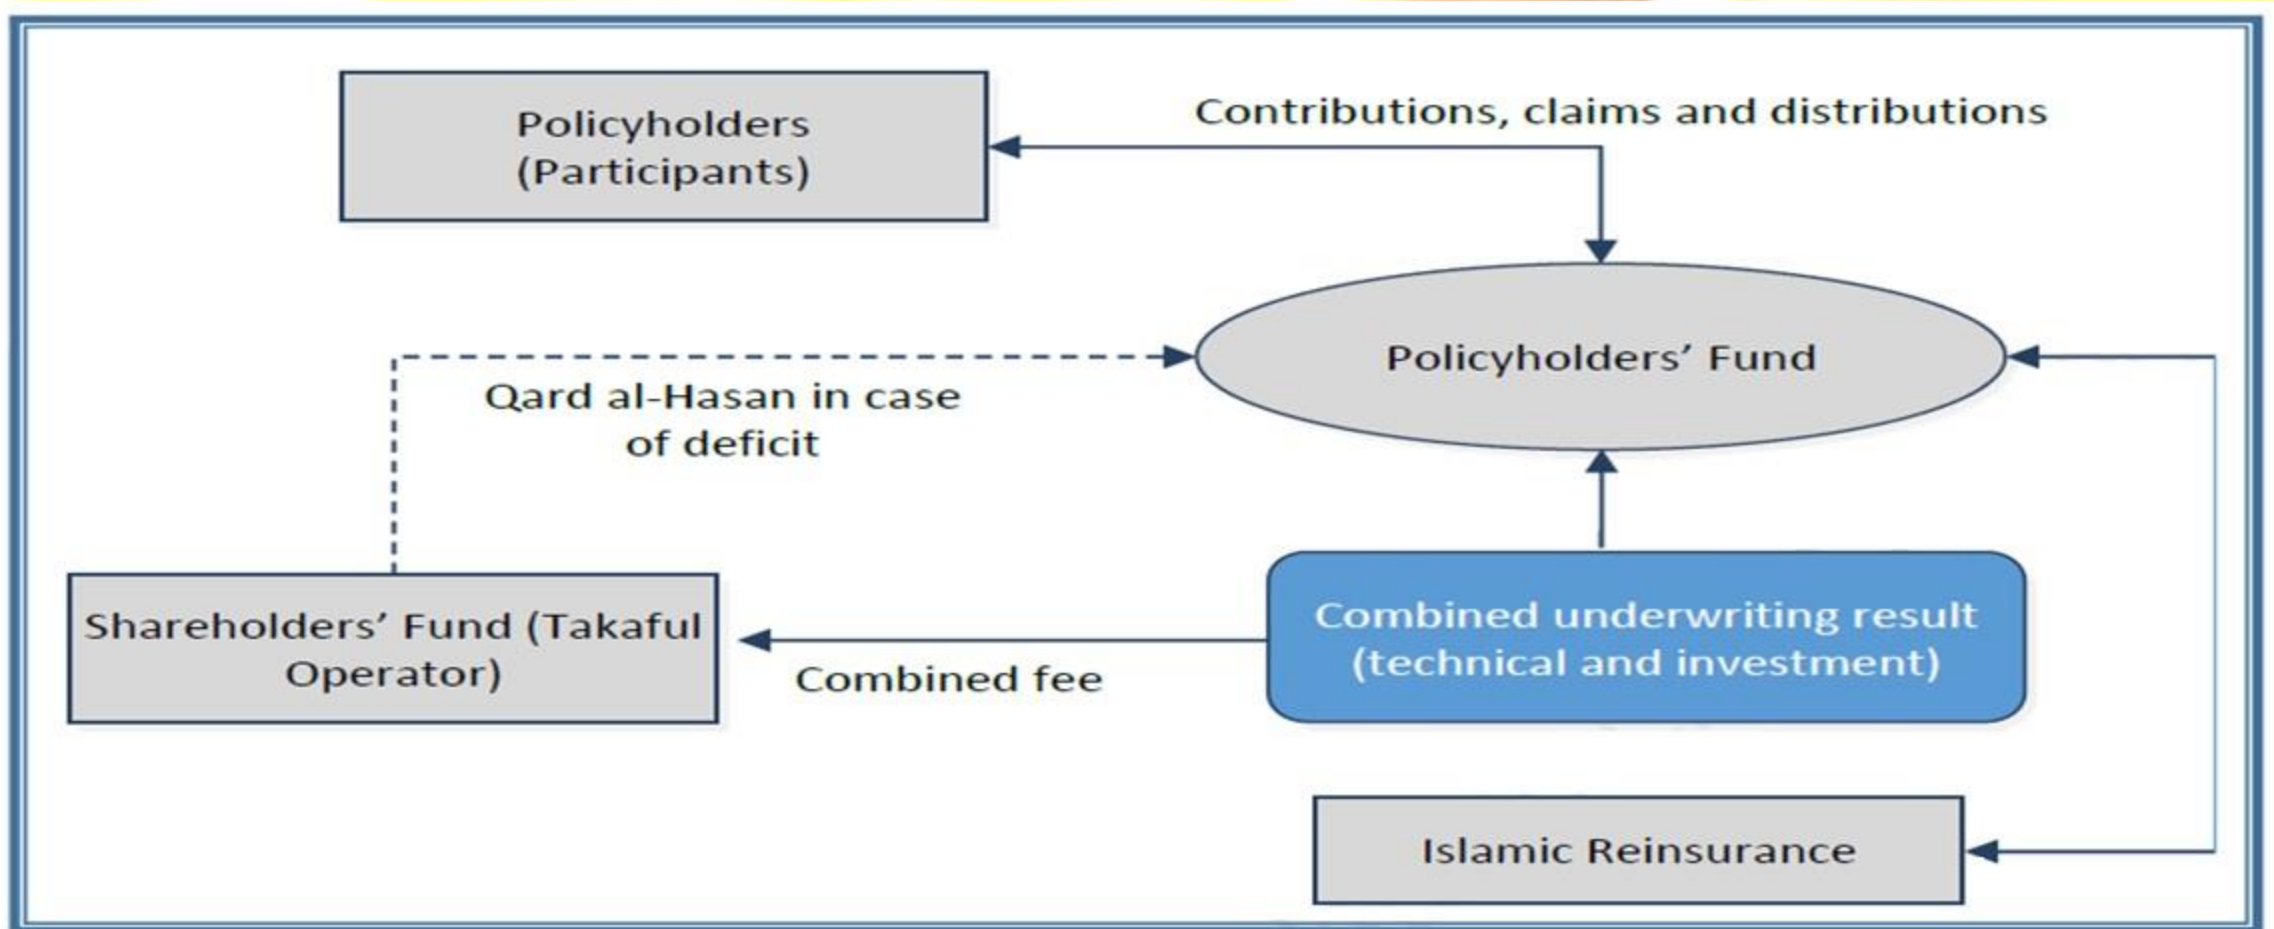 Policyholders
(Participants)
Contributions, claims and distributions
Policyholders’ Fund
Qard al-Hasan in case
of deficit
Shareholders’ Fund (Takaful
Operator)
Combined fee
Combined underwriting result
(technical and investment)
Islamic Reinsurance